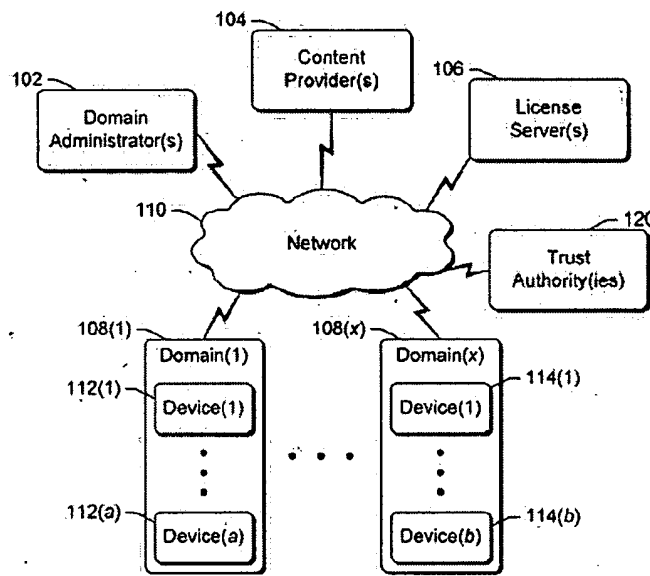 104
Content
Provider(s)
102
Domain
Administrator(s)
106
License
Server(s)
110
Network
120
Trust
Authority(ies)
108(1)
Domain(1)
112(1)
Device(1)
112(a)
Device(a)
108(x)
Domain(x)
114(1)
Device(1)
114(b)
Device(b)